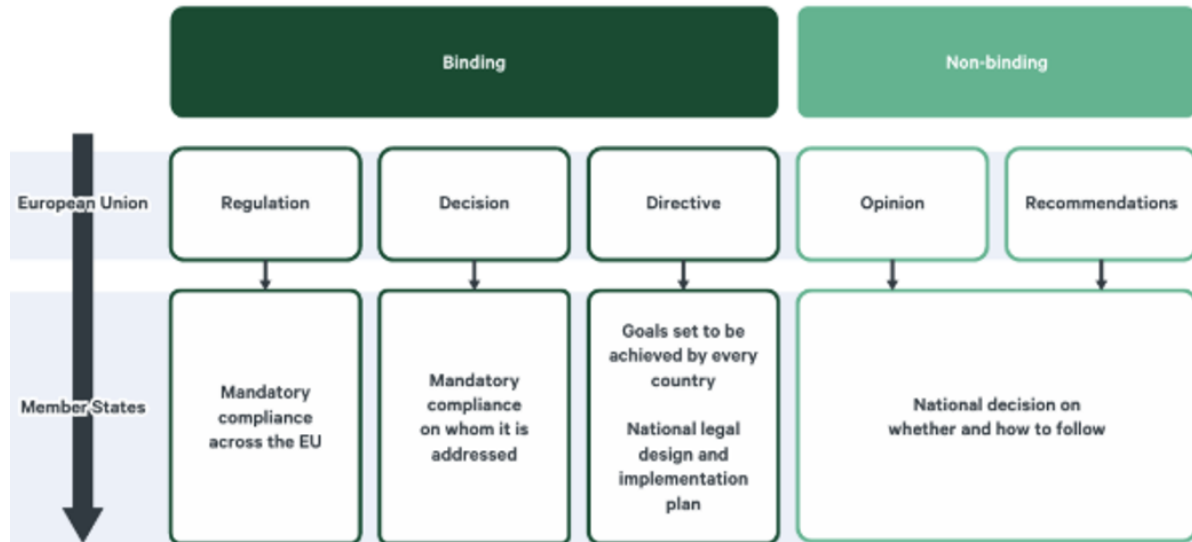 Binding
Non-binding
European Union
Regulation
Decision
Directive
Opinion
Recommendations
Member States
Mandatory
compliance
across the EU
Mandatory
compliance
on whom it is
addressed
Goals set to be
achieved by every
country
National legal
design and
implementation
plan
National decision on
whether and how to follow